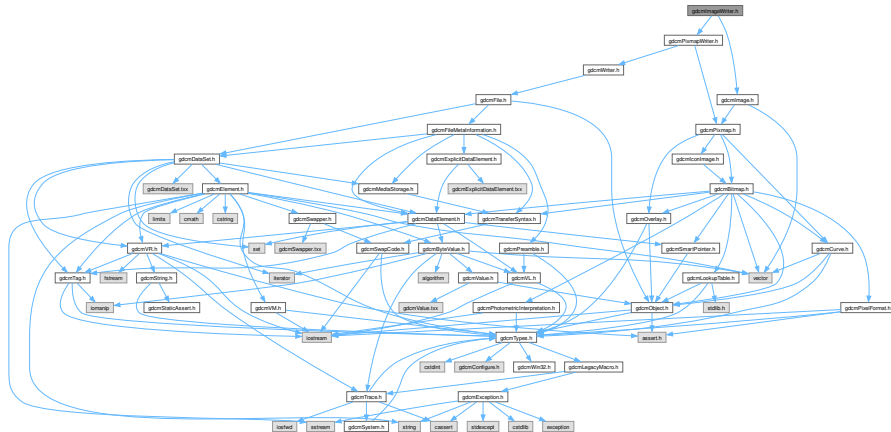 gdcmImageWriter.h
gdcmPixmapWriter.h
gdcmWriter.h
gdcmFile.h
gdcmImage.h
gdcmFileMetaInformation.h
gdcmPixmap.h
gdcmDataSet.h
gdcmExplicitDataElement.h
gdcmIconImage.h
gdcmDataSet.txx
gdcmElement.h
gdcmMediaStorage.h
gdcmExplicitDataElement.txx
gdcmBitmap.h
limits
cmath
cstring
gdcmSwapper.h
gdcmDataElement.h
gdcmTransferSyntax.h
gdcmOverlay.h
gdcmVR.h
set
gdcmSwapper.txx
gdcmSwapCode.h
gdcmByteValue.h
gdcmPreamble.h
gdcmSmartPointer.h
gdcmCurve.h
gdcmTag.h
fstream
gdcmString.h
iterator
algorithm
gdcmValue.h
gdcmVL.h
gdcmLookupTable.h
vector
iomanip
gdcmStaticAssert.h
gdcmVM.h
gdcmValue.txx
gdcmPhotometricInterpretation.h
gdcmObject.h
stdlib.h
gdcmPixelFormat.h
iostream
gdcmTypes.h
assert.h
cstdint
gdcmConfigure.h
gdcmWin32.h
gdcmLegacyMacro.h
gdcmTrace.h
gdcmException.h
iosfwd
sstream
gdcmSystem.h
string
cassert
stdexcept
cstdlib
exception